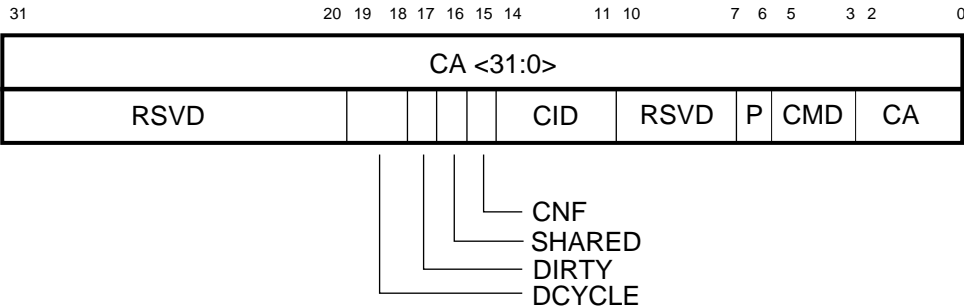 31 20 19 18 17 16 15 14 11 10 7 6 5 3 2 0
CA <31:0>
RSVD CID RSVD P CMD CA
CNF
SHARED
DIRTY
DCYCLE